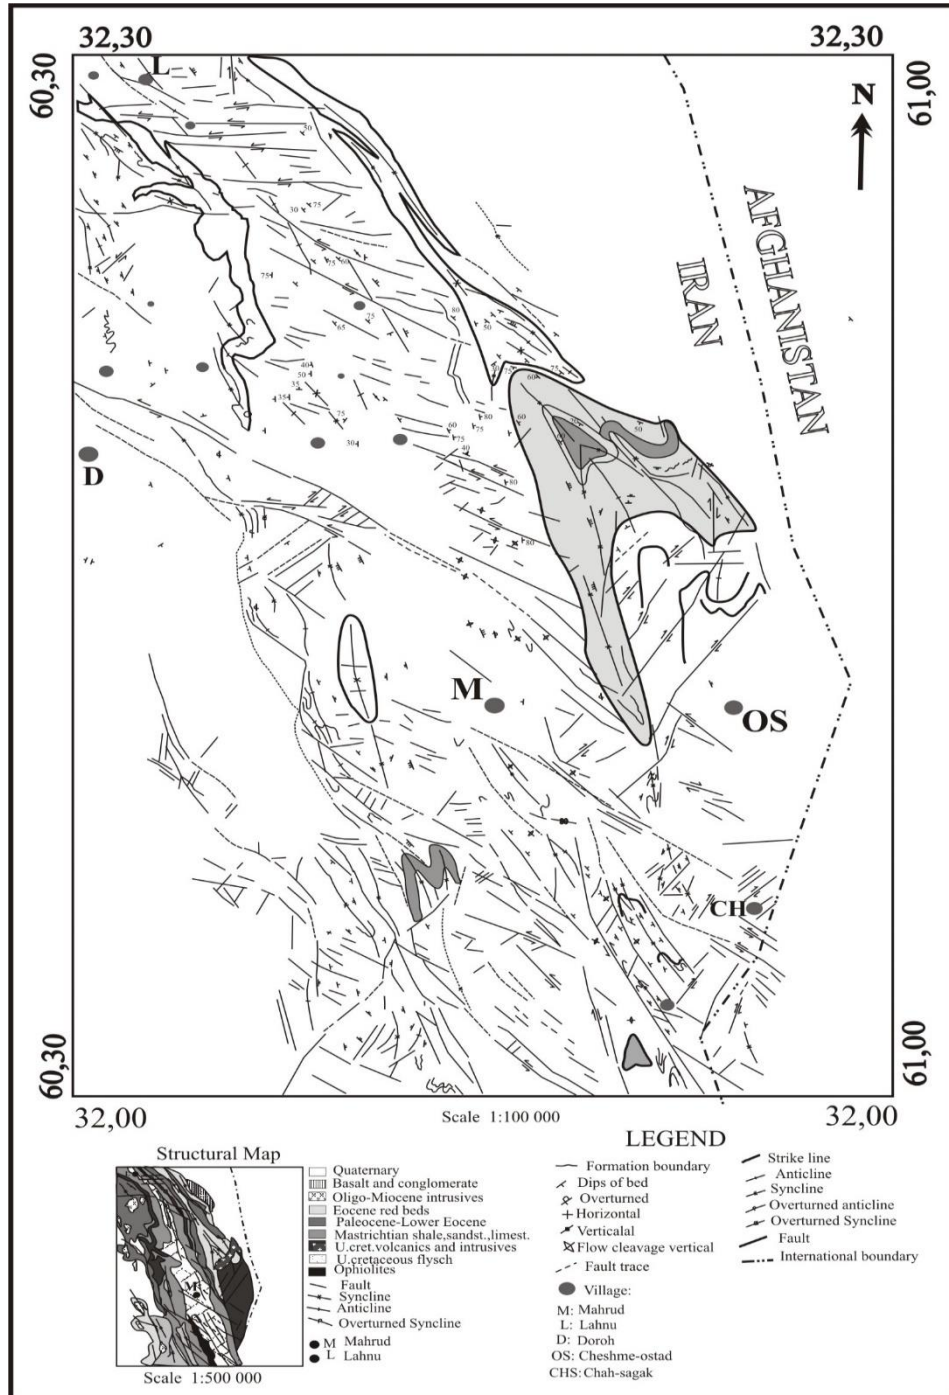 32,30
32,30
60,30
61,00
L
N
AFGHANISTAN
IRAN
D
M
OS
CH
60,30
61,00
32,00
Scale 1:100 000
32,00
Structural Map
M
Quaternary
Basalt and conglomerate
Oligo-Miocene intrusives
Eocene red beds
Paleocene-Lower Eocene
Mastrichtian shale,sandst.,limest.
U.cret.volcanics and intrusives
U.cretaceous flysch
Ophiolites
Fault
Syncline
Anticline
Overturned Syncline
M Mahrud
L Lahnu
Scale 1:500 000
LEGEND
Formation boundary
Dips of bed
Overturned
Horizontal
Verticalal
Flow cleavage vertical
Fault trace
Village:
M: Mahrud
L: Lahnu
D: Doroh
OS: Cheshme-ostad
CHS: Chah-sagak
Strike line
Anticline
Syncline
Overturned anticline
Overturned Syncline
Fault
International boundary